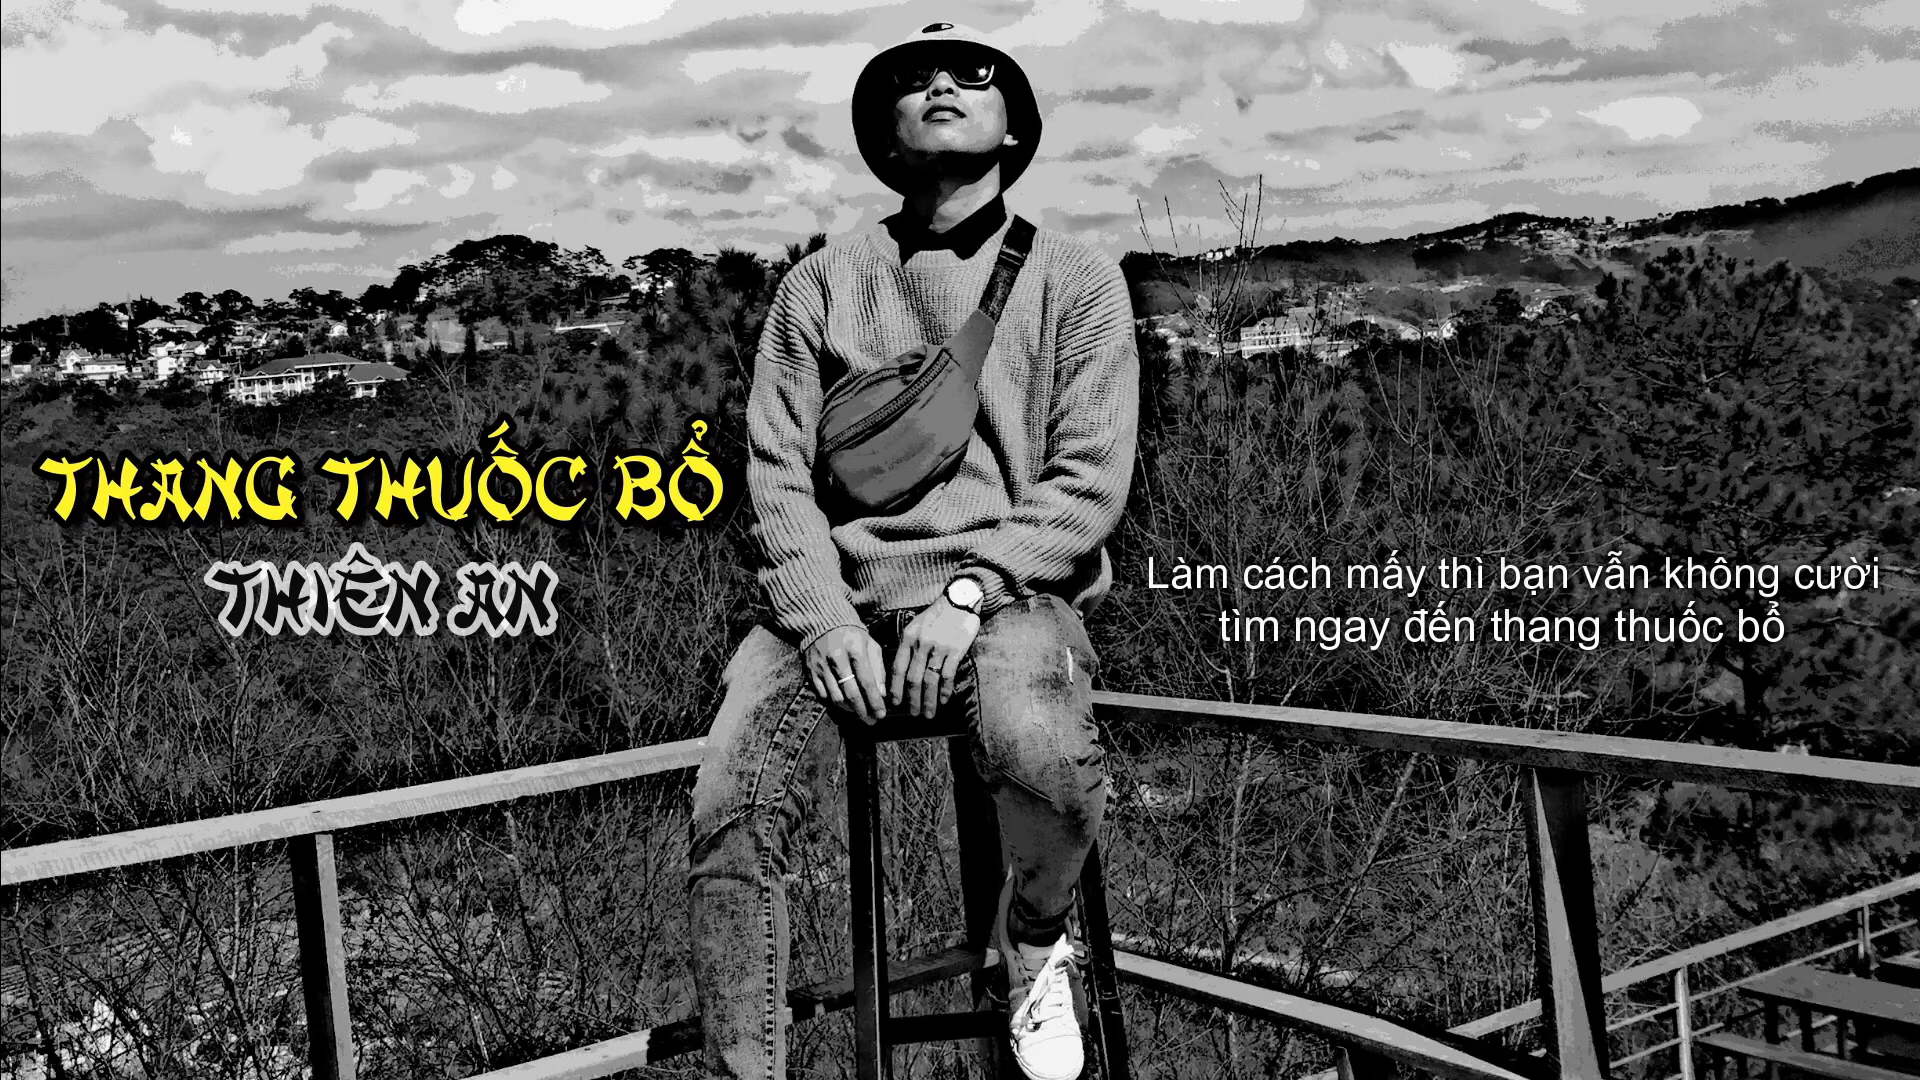 THANG THUỐC BỔ
THIÊN AN
Làm cách mấy thì bạn vẫn không cười
tìm ngay đến thang thuốc bổ